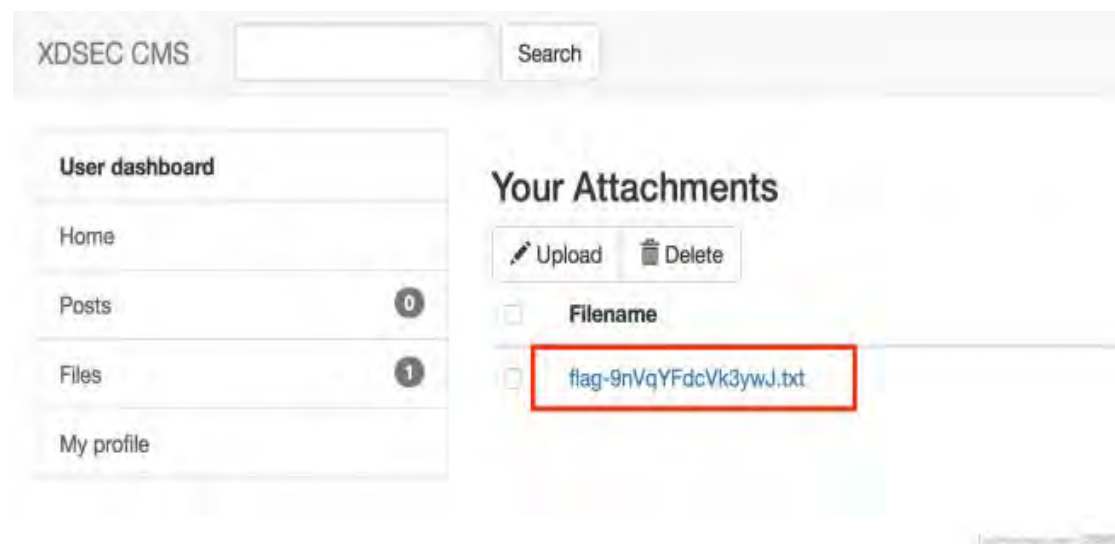 XDSEC CMS
Search
User dashboard
Home
Posts 0
Files 1
My profile
Your Attachments
Upload Delete
Filename
flag-9nVqYFdcVk3ywJ.txt